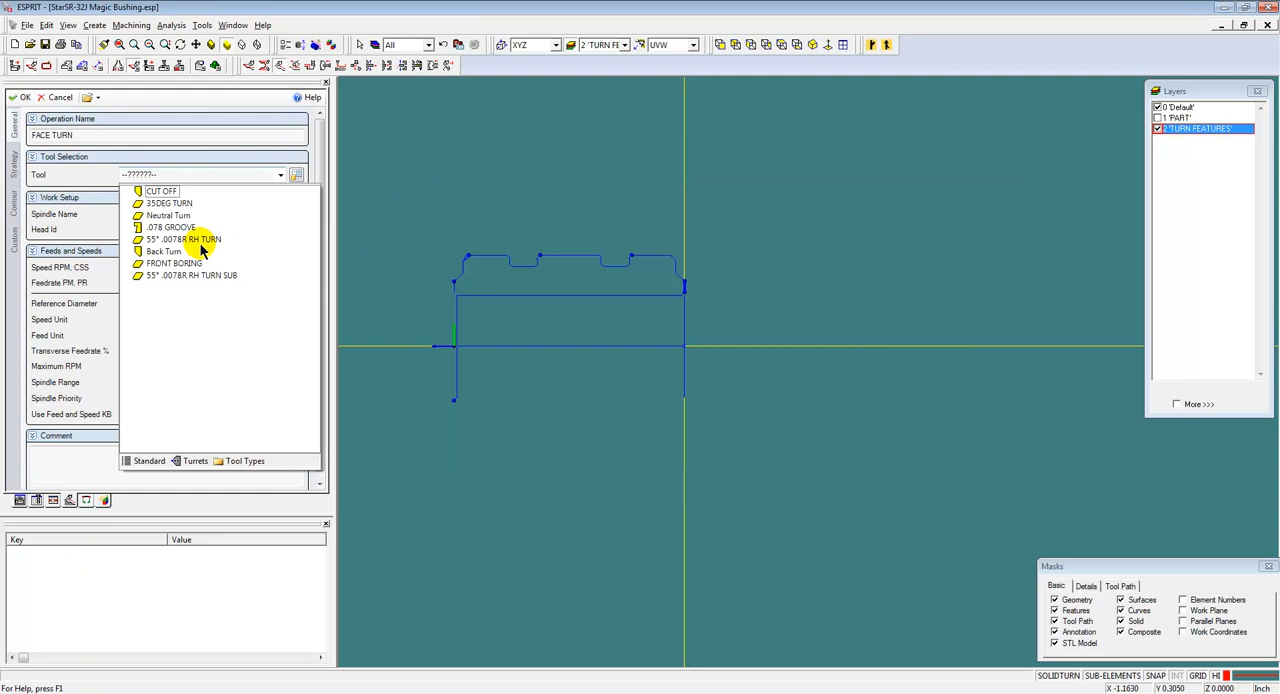 ESPRIT - [StarSR-32J Magic Bushing.esp]
File Edit View Create Machining Analysis Tools Window Help
All XYZ 2 'TURN FE UVW
OK Cancel Help
General
Strategy
Contour
Custom
Operation Name
FACE TURN
Tool Selection
Tool --??????--
Work Setup
Spindle Name
Head Id
Feeds and Speeds
Speed RPM, CSS
Feedrate PM, PR
Reference Diameter
Speed Unit
Feed Unit
Transverse Feedrate %
Maximum RPM
Spindle Range
Spindle Priority
Use Feed and Speed KB
Comment
CUT OFF
35DEG TURN
Neutral Turn
.078 GROOVE
55° .0078R RH TURN
Back Turn
FRONT BORING
55° .0078R RH TURN SUB
Standard Turrets Tool Types
Key Value
Layers
0 'Default'
1 'PART'
2 'TURN FEATURES'
More >>>
Masks
Basic Details Tool Path
Geometry Surfaces Element Numbers
Features Curves Work Plane
Tool Path Solid Parallel Planes
Annotation Composite Work Coordinates
STL Model
SOLIDTURN SUB-ELEMENTS SNAP INT GRID HI
For Help, press F1 X -1.1630 Y 0.3050 Z 0.0000 Inch